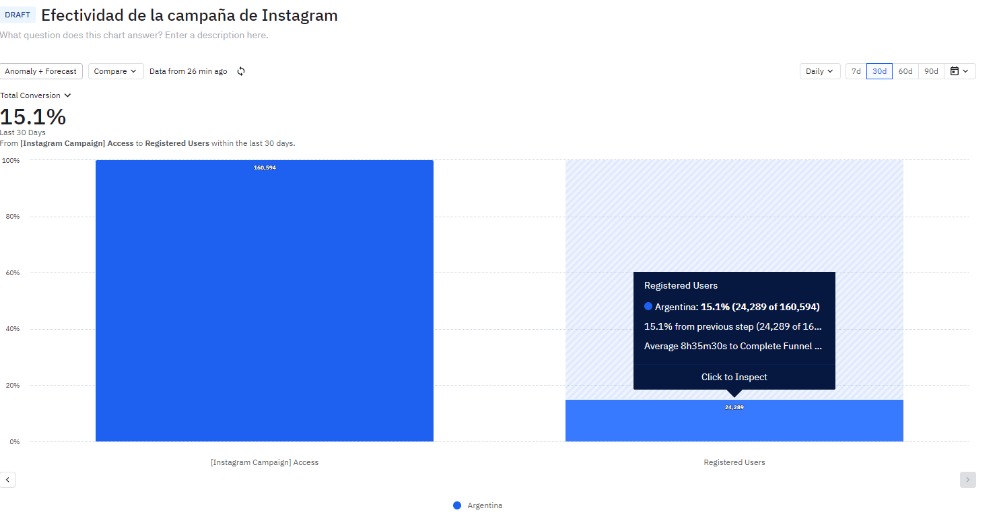 DRAFT Efectividad de la campaña de Instagram
What question does this chart answer? Enter a description here.
Anomaly + Forecast Compare Data from 26 min ago Daily 7d 30d 60d 90d
Total Conversion
15.1%
Last 30 Days
From [Instagram Campaign] Access to Registered Users within the last 30 days.
100%
160,594
80%
60%
Registered Users
Argentina: 15.1% (24,289 of 160,594)
40%
15.1% from previous step (24,289 of 16...
Average 8h35m30s to Complete Funnel ...
Click to Inspect
20%
24,289
0%
[Instagram Campaign] Access Registered Users
Argentina